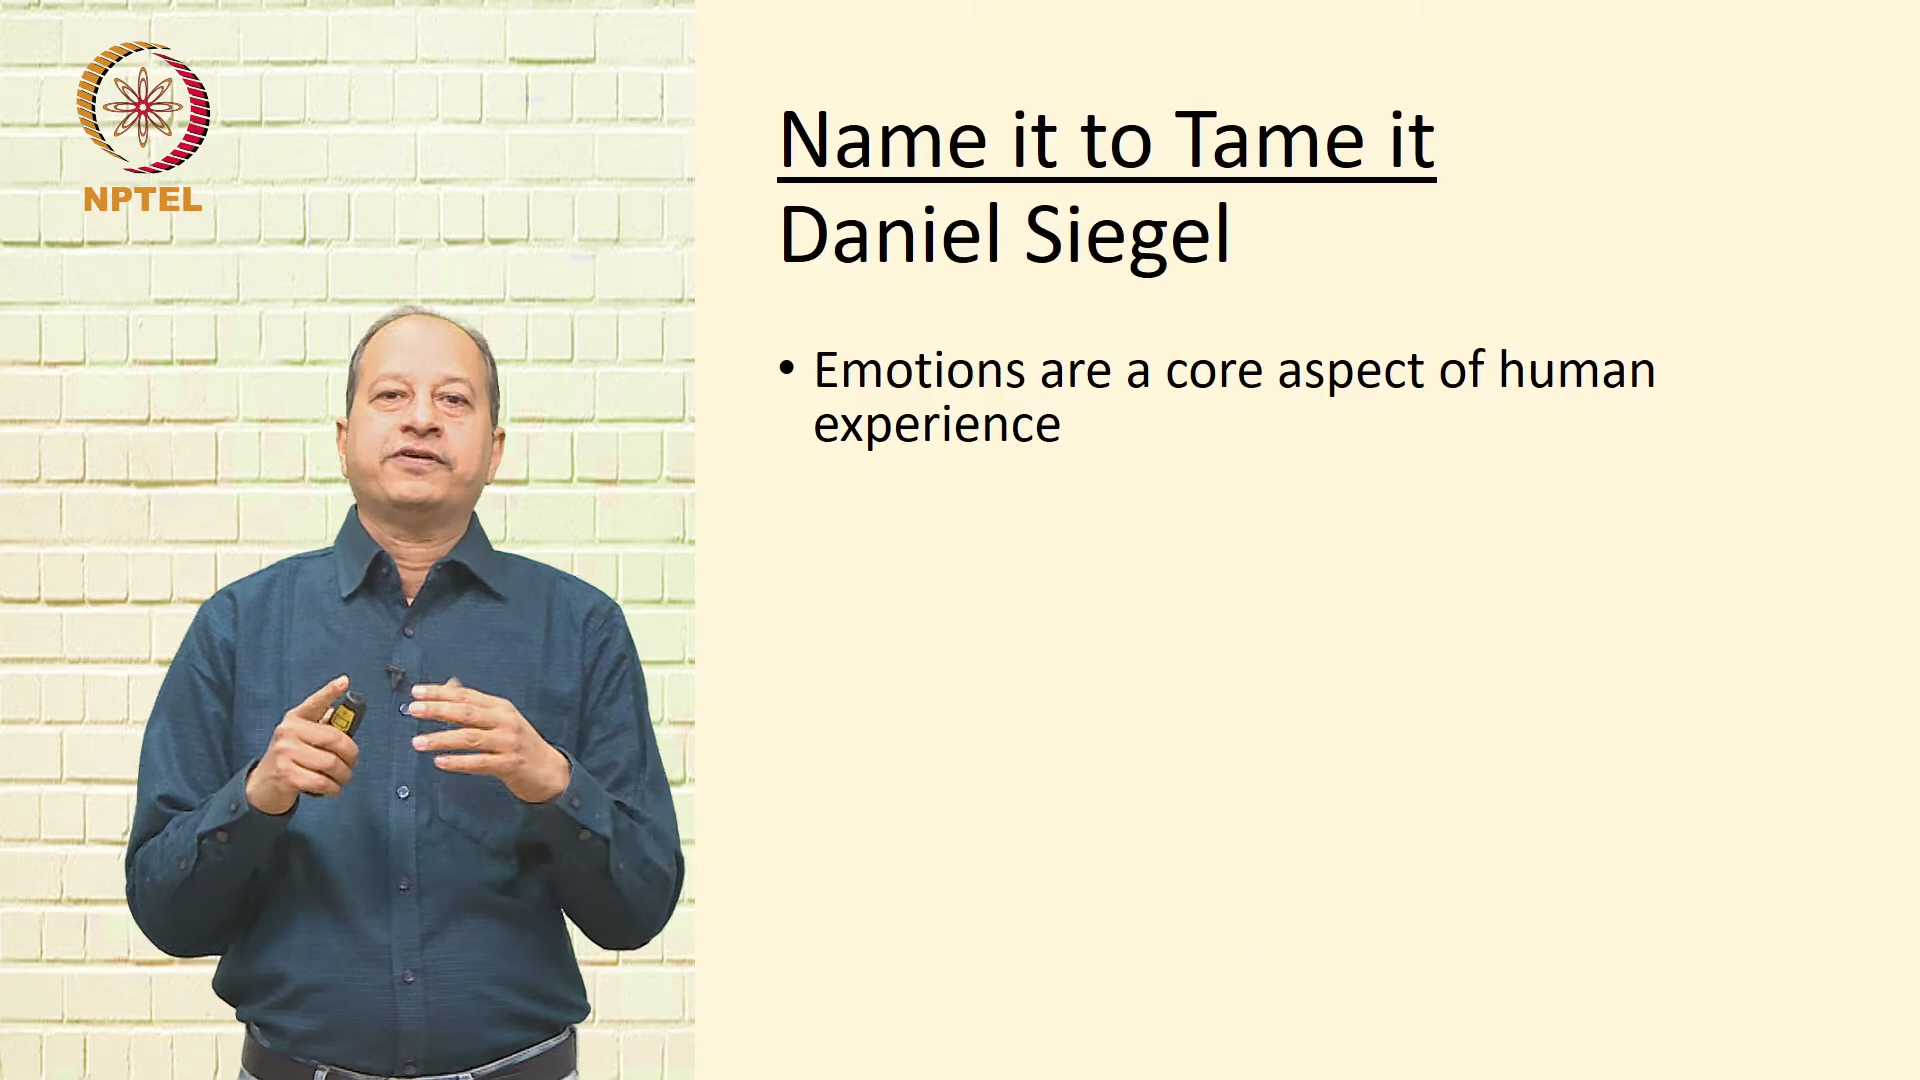 NPTEL
Name it to Tame it
Daniel Siegel
• Emotions are a core aspect of human
experience